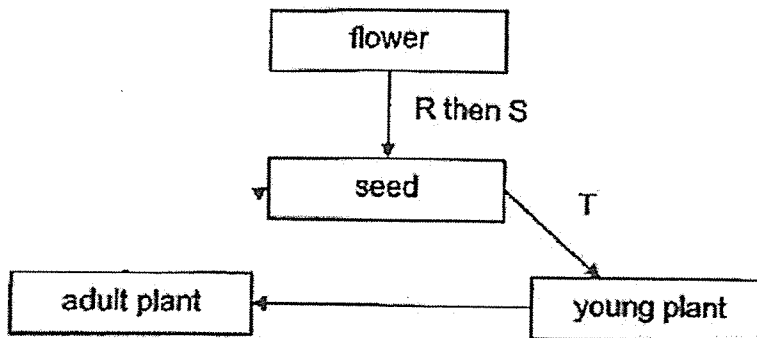 flower
R then S
seed
T
adult plant
young plant